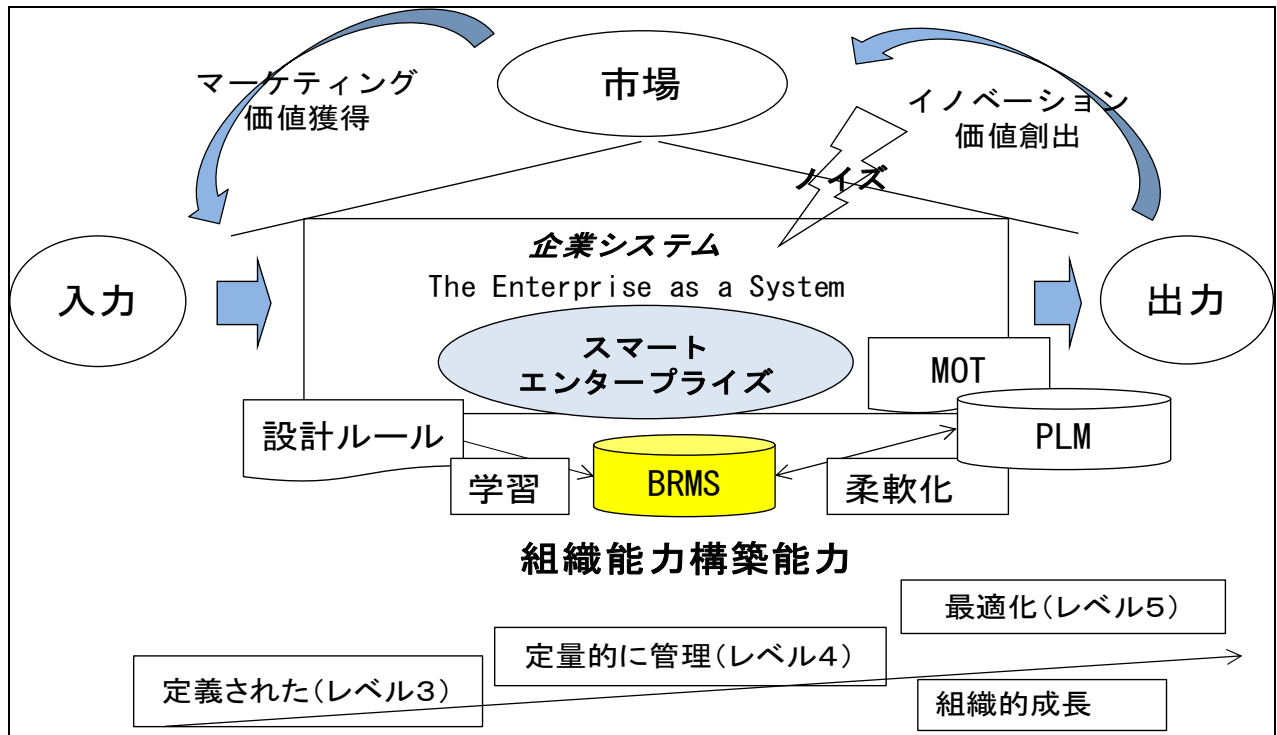 市場
マーケティング
価値獲得
イノベーション
価値創出
ノイズ
企業システム
The Enterprise as a System
入力
出力
スマート
エンタープライズ
MOT
PLM
設計ルール
学習
BRMS
柔軟化
組織能力構築能力
最適化(レベル5)
定量的に管理(レベル4)
定義された(レベル3)
組織的成長